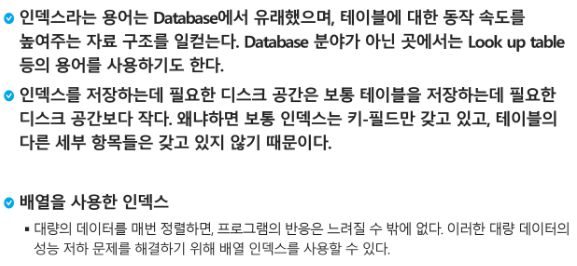 인덱스라는 용어는 Database에서 유래했으며, 테이블에 대한 동작 속도를
높여주는 자료 구조를 일컫는다. Database 분야가 아닌 곳에서는 Look up table
등의 용어를 사용하기도 한다.
인덱스를 저장하는데 필요한 디스크 공간은 보통 테이블을 저장하는데 필요한
디스크 공간보다 작다. 왜냐하면 보통 인덱스는 키-필드만 갖고 있고, 테이블의
다른 세부 항목들은 갖고 있지 않기 때문이다.
배열을 사용한 인덱스
▪ 대량의 데이터를 매번 정렬하면, 프로그램의 반응은 느려질 수 밖에 없다. 이러한 대량 데이터의
성능 저하 문제를 해결하기 위해 배열 인덱스를 사용할 수 있다.